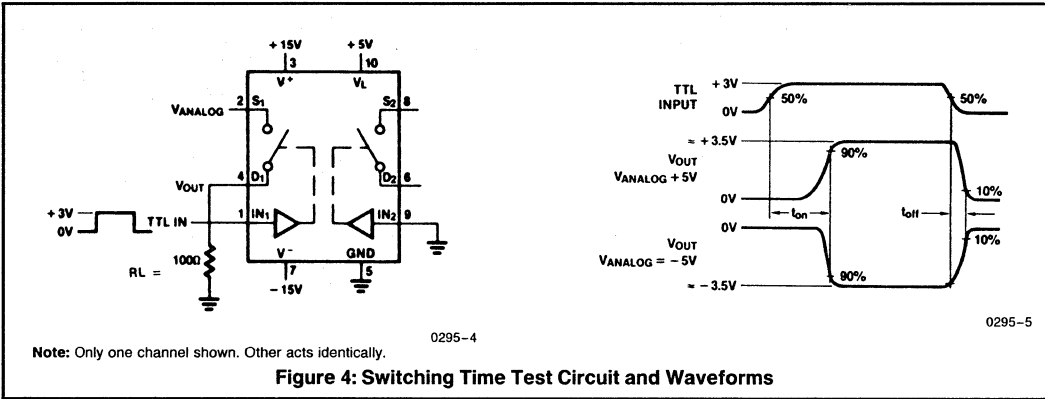 + 15V
3
V+
+ 5V
10
VL
2 S1
VANALOG
S2 8
4 D1
VOUT
D2 6
1 IN1
TTL IN
IN2 9
+ 3V
0V
RL =
100Ω
V−
7
− 15V
GND
5
0295–4
TTL
INPUT
+ 3V
0V
50%
50%
≈ + 3.5V
VOUT
VANALOG + 5V
0V
90%
10%
ton
toff
0V
VOUT
VANALOG = − 5V
≈ − 3.5V
90%
10%
0295–5
Note: Only one channel shown. Other acts identically.
Figure 4: Switching Time Test Circuit and Waveforms